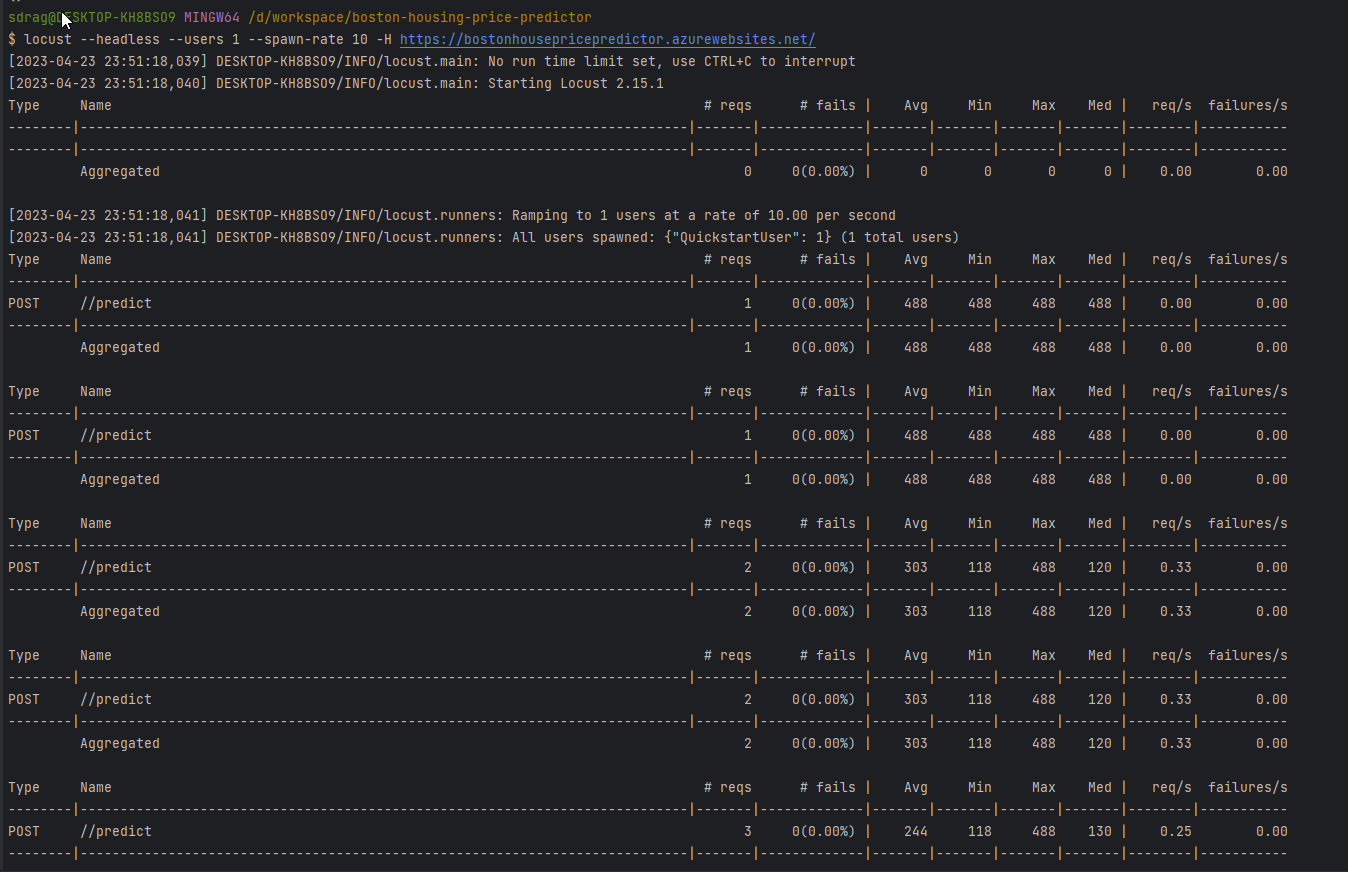 sdrag@DESKTOP-KH8BSO9 MINGW64 /d/workspace/boston-housing-price-predictor
$ locust --headless --users 1 --spawn-rate 10 -H https://bostonhousepricepredictor.azurewebsites.net/
[2023-04-23 23:51:18,039] DESKTOP-KH8BSO9/INFO/locust.main: No run time limit set, use CTRL+C to interrupt
[2023-04-23 23:51:18,040] DESKTOP-KH8BSO9/INFO/locust.main: Starting Locust 2.15.1
Type     Name                                                                          # reqs      # fails |    Avg     Min     Max    Med |   req/s  failures/s
--------|----------------------------------------------------------------------------|-------|-------------|-------|-------|-------|-------|--------|-----------
--------|----------------------------------------------------------------------------|-------|-------------|-------|-------|-------|-------|--------|-----------
         Aggregated                                                                         0     0(0.00%) |      0       0       0      0 |    0.00        0.00
[2023-04-23 23:51:18,041] DESKTOP-KH8BSO9/INFO/locust.runners: Ramping to 1 users at a rate of 10.00 per second
[2023-04-23 23:51:18,041] DESKTOP-KH8BSO9/INFO/locust.runners: All users spawned: {"QuickstartUser": 1} (1 total users)
Type     Name                                                                          # reqs      # fails |    Avg     Min     Max    Med |   req/s  failures/s
--------|----------------------------------------------------------------------------|-------|-------------|-------|-------|-------|-------|--------|-----------
POST     //predict                                                                          1     0(0.00%) |    488     488     488    488 |    0.00        0.00
--------|----------------------------------------------------------------------------|-------|-------------|-------|-------|-------|-------|--------|-----------
         Aggregated                                                                         1     0(0.00%) |    488     488     488    488 |    0.00        0.00
Type     Name                                                                          # reqs      # fails |    Avg     Min     Max    Med |   req/s  failures/s
--------|----------------------------------------------------------------------------|-------|-------------|-------|-------|-------|-------|--------|-----------
POST     //predict                                                                          1     0(0.00%) |    488     488     488    488 |    0.00        0.00
--------|----------------------------------------------------------------------------|-------|-------------|-------|-------|-------|-------|--------|-----------
         Aggregated                                                                         1     0(0.00%) |    488     488     488    488 |    0.00        0.00
Type     Name                                                                          # reqs      # fails |    Avg     Min     Max    Med |   req/s  failures/s
--------|----------------------------------------------------------------------------|-------|-------------|-------|-------|-------|-------|--------|-----------
POST     //predict                                                                          2     0(0.00%) |    303     118     488    120 |    0.33        0.00
--------|----------------------------------------------------------------------------|-------|-------------|-------|-------|-------|-------|--------|-----------
         Aggregated                                                                         2     0(0.00%) |    303     118     488    120 |    0.33        0.00
Type     Name                                                                          # reqs      # fails |    Avg     Min     Max    Med |   req/s  failures/s
--------|----------------------------------------------------------------------------|-------|-------------|-------|-------|-------|-------|--------|-----------
POST     //predict                                                                          2     0(0.00%) |    303     118     488    120 |    0.33        0.00
--------|----------------------------------------------------------------------------|-------|-------------|-------|-------|-------|-------|--------|-----------
         Aggregated                                                                         2     0(0.00%) |    303     118     488    120 |    0.33        0.00
Type     Name                                                                          # reqs      # fails |    Avg     Min     Max    Med |   req/s  failures/s
--------|----------------------------------------------------------------------------|-------|-------------|-------|-------|-------|-------|--------|-----------
POST     //predict                                                                          3     0(0.00%) |    244     118     488    130 |    0.25        0.00
--------|----------------------------------------------------------------------------|-------|-------------|-------|-------|-------|-------|--------|-----------